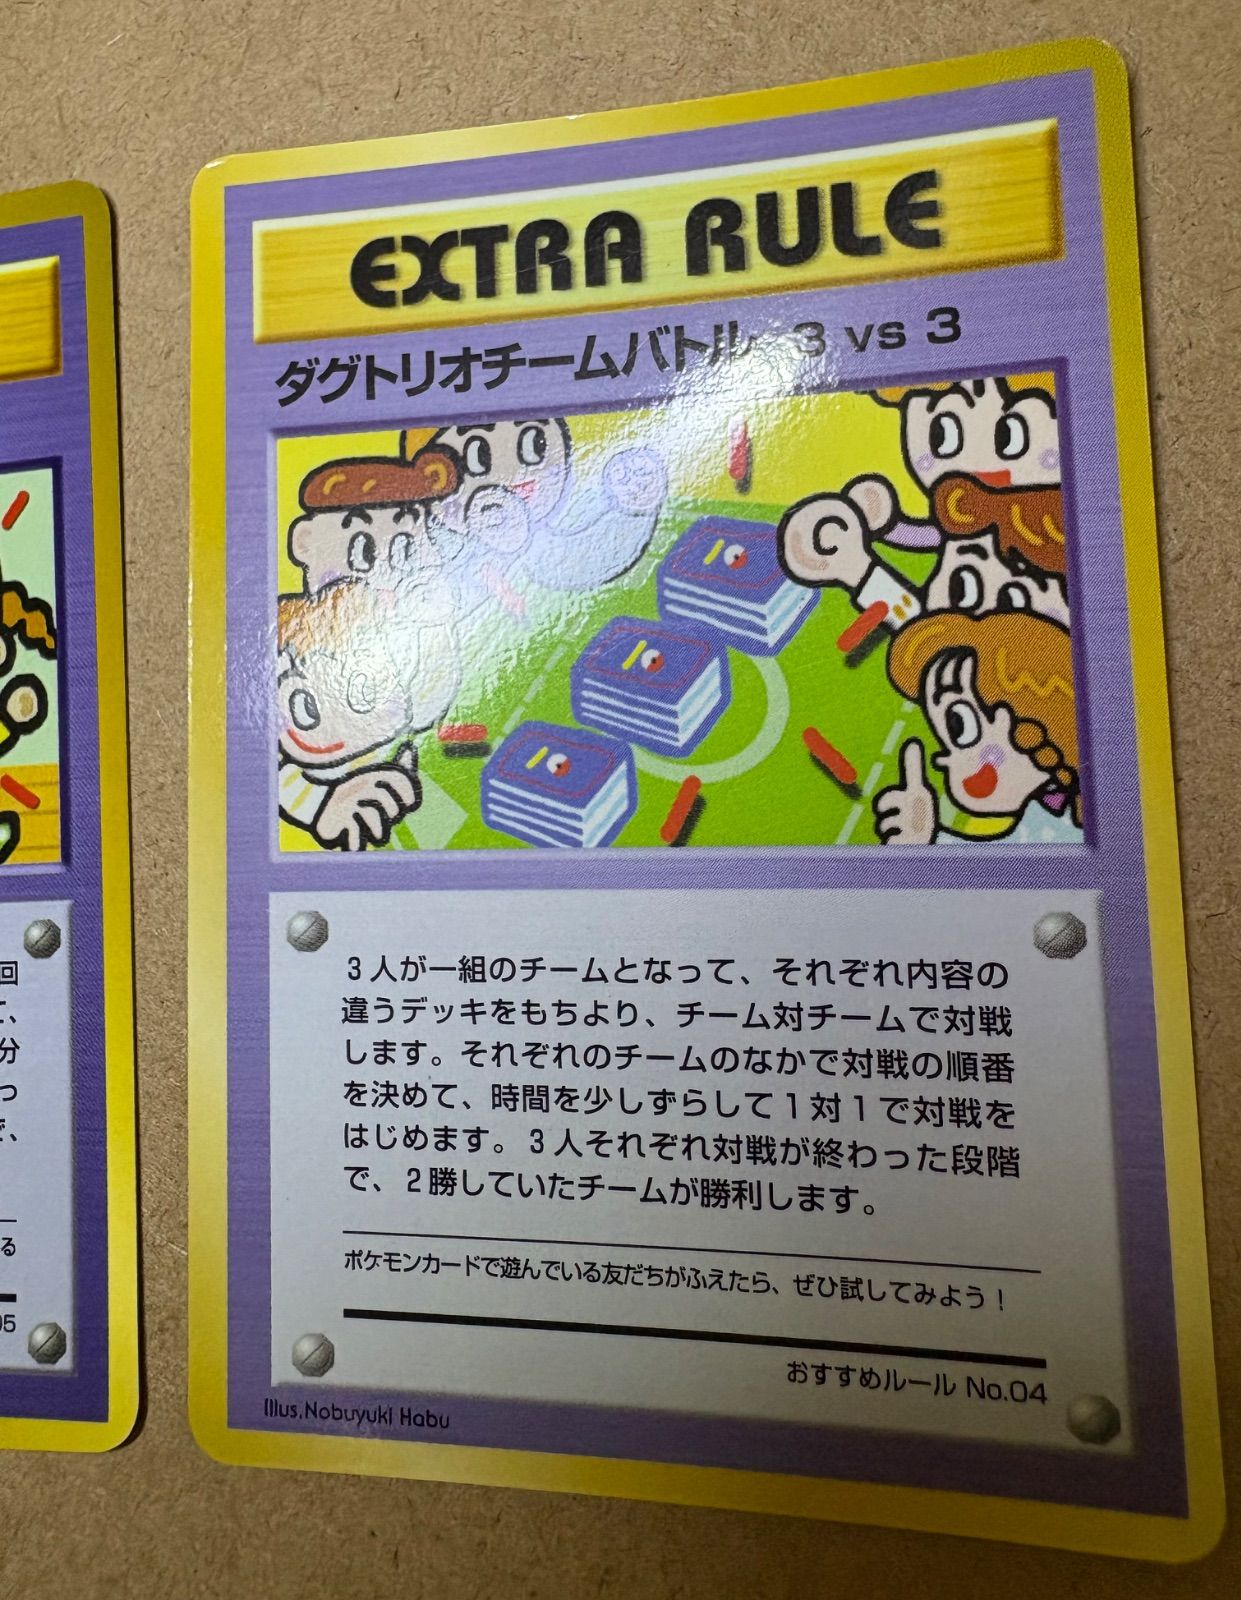 EXTRA RULE
ダグトリオチームバトル 3 vs 3
3人が一組のチームとなって、それぞれ内容の
違うデッキをもちより、チーム対チームで対戦
します。それぞれのチームのなかで対戦の順番
を決めて、時間を少しずらして1対1で対戦を
はじめます。3人それぞれ対戦が終わった段階
で、2勝していたチームが勝利します。
ポケモンカードで遊んでいる友だちがふえたら、ぜひ試してみよう!
おすすめルール No.04
Illus.Nobuyuki Habu
回
て、
分
つ
る
05